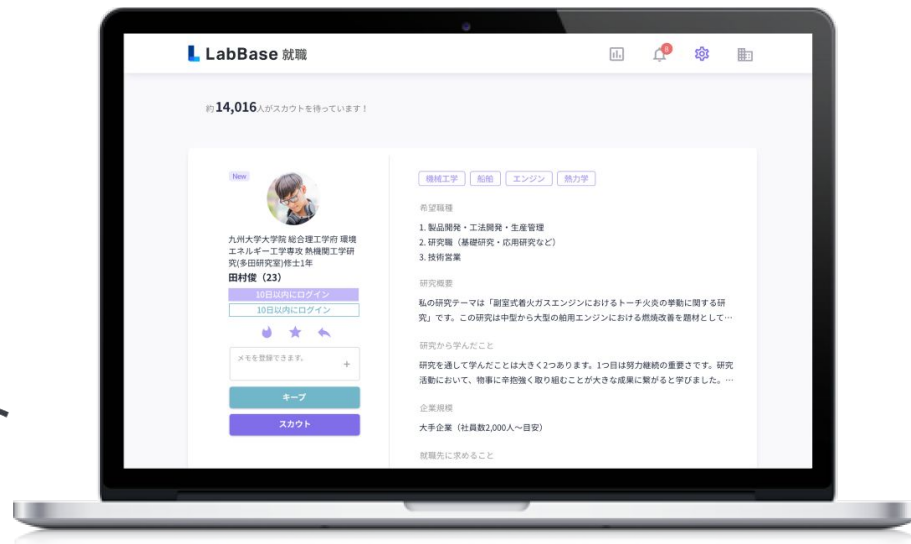 LabBase 就職
8
約14,016人がスカウトを待っています！
New
九州大学大学院 総合理工学府 環境
エネルギー工学専攻 熱機関工学研
究(多田研究室)修士1年
田村俊（23）
10日以内にログイン
10日以内にログイン
メモを登録できます。
+
キープ
スカウト
機械工学 船舶 エンジン 熱力学
希望職種
1. 製品開発・工法開発・生産管理
2. 研究職（基礎研究・応用研究など）
3. 技術営業
研究概要
私の研究テーマは「副室式着火ガスエンジンにおけるトーチ火炎の挙動に関する研
究」です。この研究は中型から大型の舶用エンジンにおける燃焼改善を題材として…
研究から学んだこと
研究を通して学んだことは大きく2つあります。1つ目は努力継続の重要さです。研究
活動において、物事に辛抱強く取り組むことが大きな成果に繋がると学びました。…
企業規模
大手企業（社員数2,000人〜目安）
就職先に求めること